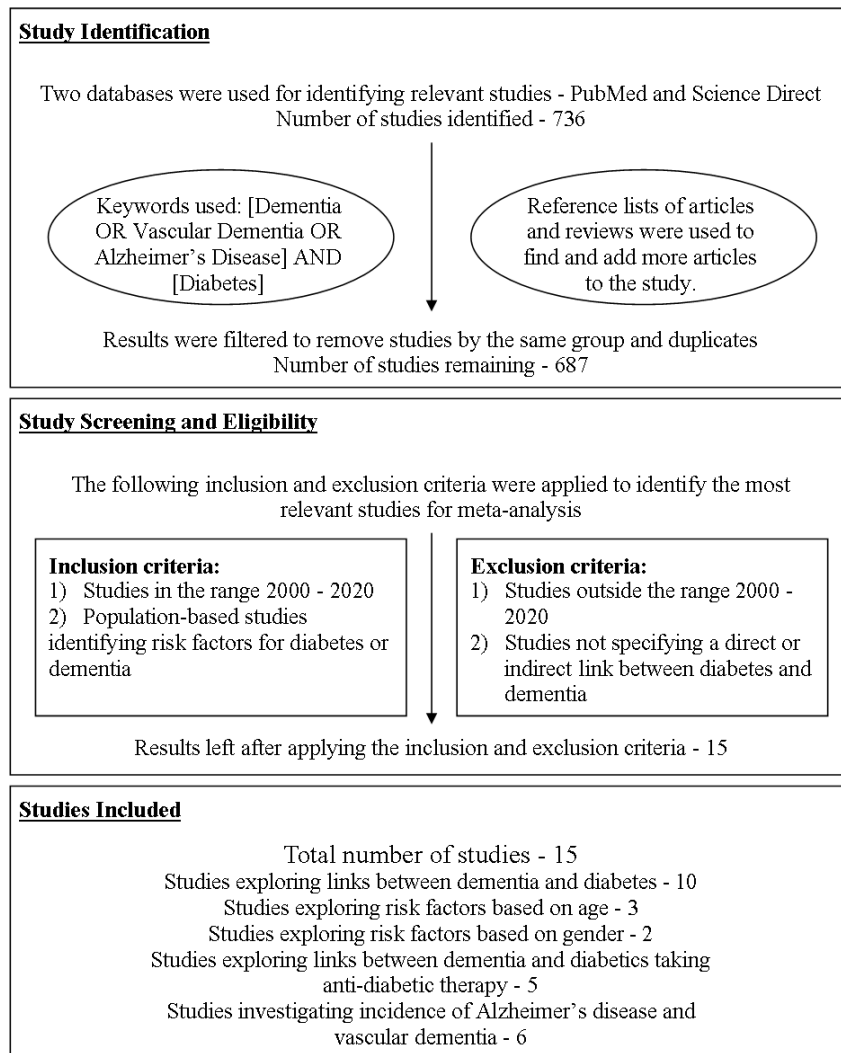 Study Identification
Two databases were used for identifying relevant studies - PubMed and Science Direct
Number of studies identified - 736
Keywords used: [Dementia
OR Vascular Dementia OR
Alzheimer's Disease] AND
[Diabetes]
Reference lists of articles
and reviews were used to
find and add more articles
to the study.
Results were filtered to remove studies by the same group and duplicates
Number of studies remaining - 687
Study Screening and Eligibility
The following inclusion and exclusion criteria were applied to identify the most
relevant studies for meta-analysis
Inclusion criteria:
1) Studies in the range 2000 - 2020
2) Population-based studies
identifying risk factors for diabetes or
dementia
Exclusion criteria:
1) Studies outside the range 2000 -
2020
2) Studies not specifying a direct or
indirect link between diabetes and
dementia
Results left after applying the inclusion and exclusion criteria - 15
Studies Included
Total number of studies - 15
Studies exploring links between dementia and diabetes - 10
Studies exploring risk factors based on age - 3
Studies exploring risk factors based on gender - 2
Studies exploring links between dementia and diabetics taking
anti-diabetic therapy - 5
Studies investigating incidence of Alzheimer's disease and
vascular dementia - 6